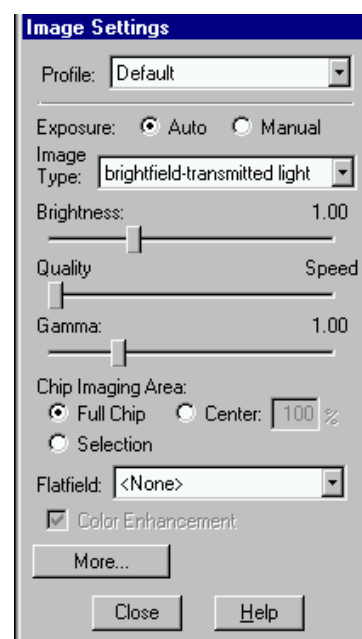 Image Settings
Profile: Default
Exposure: Auto Manual
Image
Type: brightfield-transmitted light
Brightness: 1.00
Quality Speed
Gamma: 1.00
Chip Imaging Area:
Full Chip Center: 100 %
Selection
Flatfield: <None>
Color Enhancement
More...
Close Help